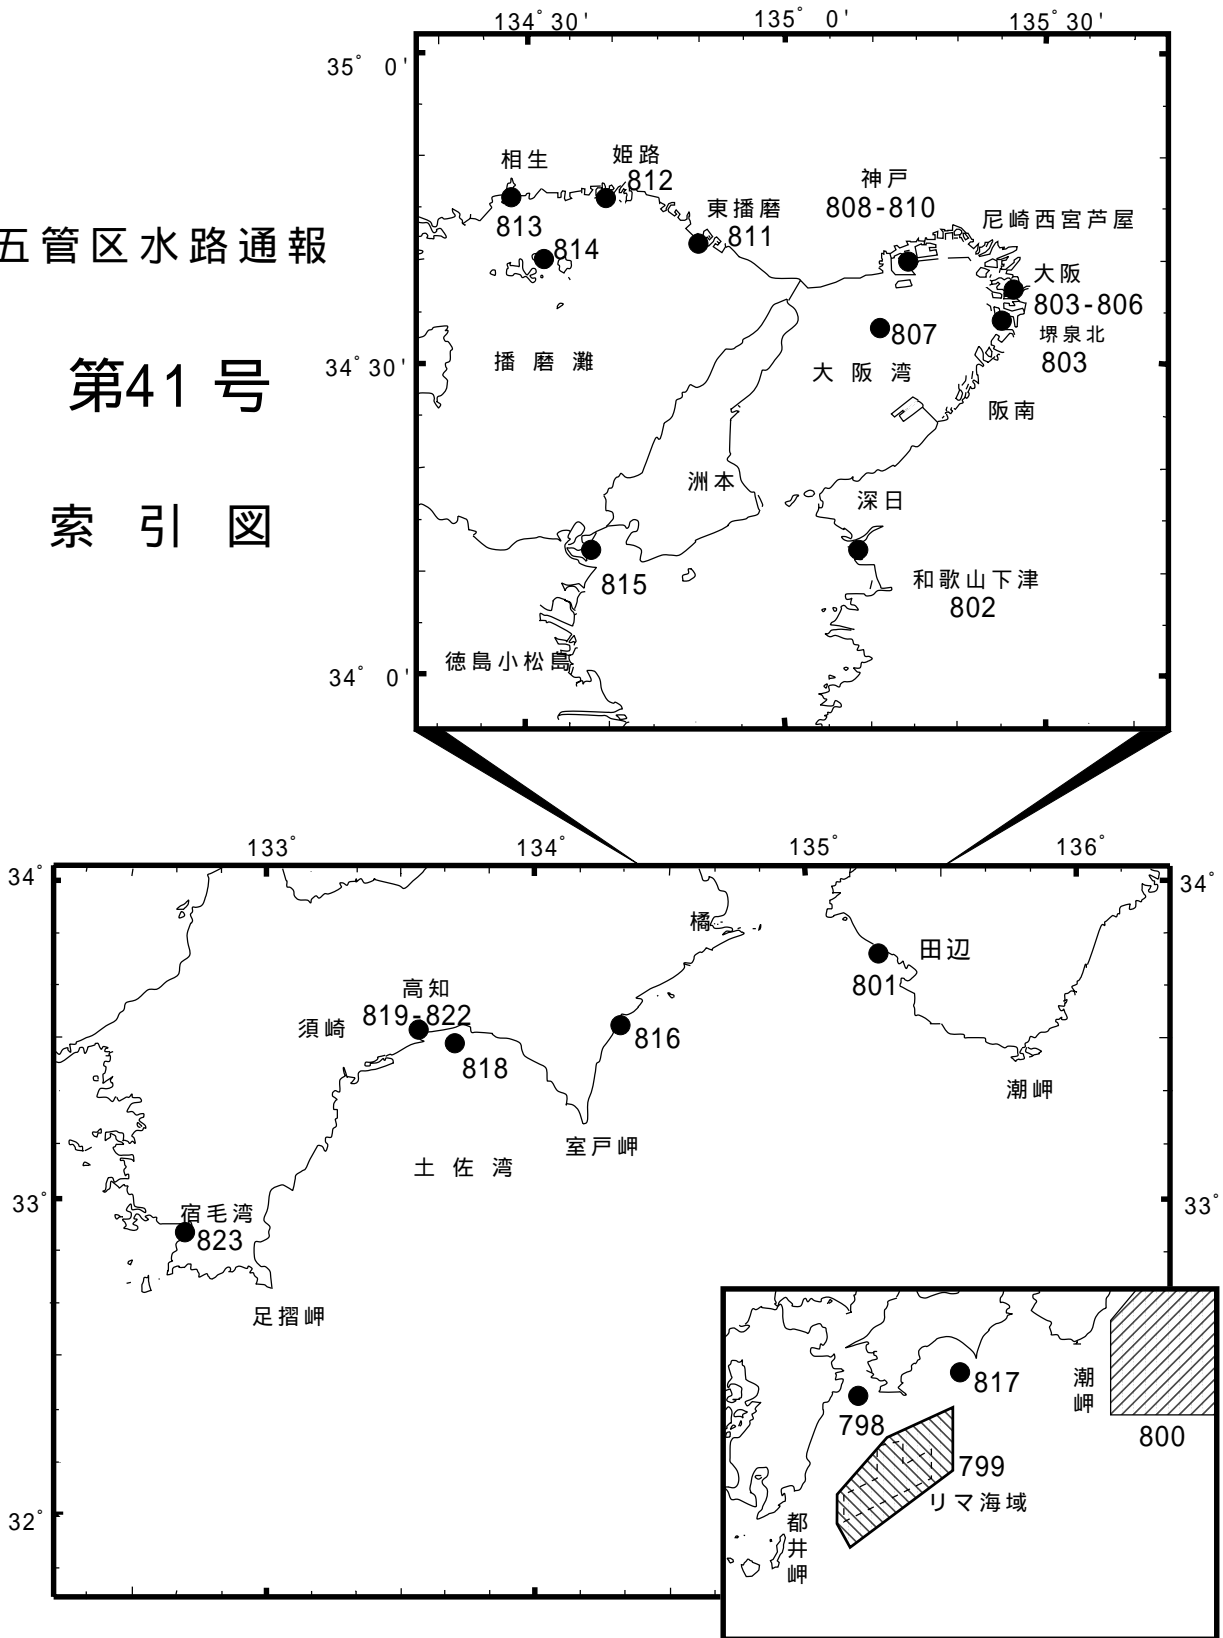 五管区水路通報
第41号
索引図
134°30' 135°0' 135°30'
35°0'
34°30'
34°0'
相生
813
姫路
812
814
東播磨
811
神戸
808-810
尼崎西宮芦屋
大阪
803-806
堺泉北
803
807
播磨灘
大阪湾
阪南
洲本
深日
815
和歌山下津
802
徳島小松島
133° 134° 135° 136°
34° 34°
33° 33°
32°
橘
田辺
801
高知
819-822
須崎
818
816
潮岬
室戸岬
土佐湾
宿毛湾
823
足摺岬
817
798
潮岬
800
799
リマ海域
都井岬